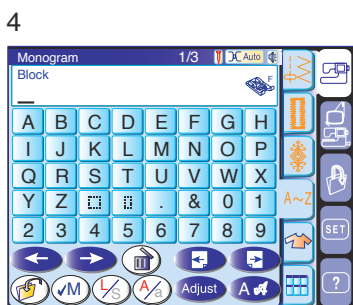 4
Monogram 1/3 Auto
Block
F
A B C D E F G H
I J K L M N O P
Q R S T U V W X
Y Z . & 0 1
A~Z
2 3 4 5 6 7 8 9
SET
✓M L/S A/a Adjust A
?